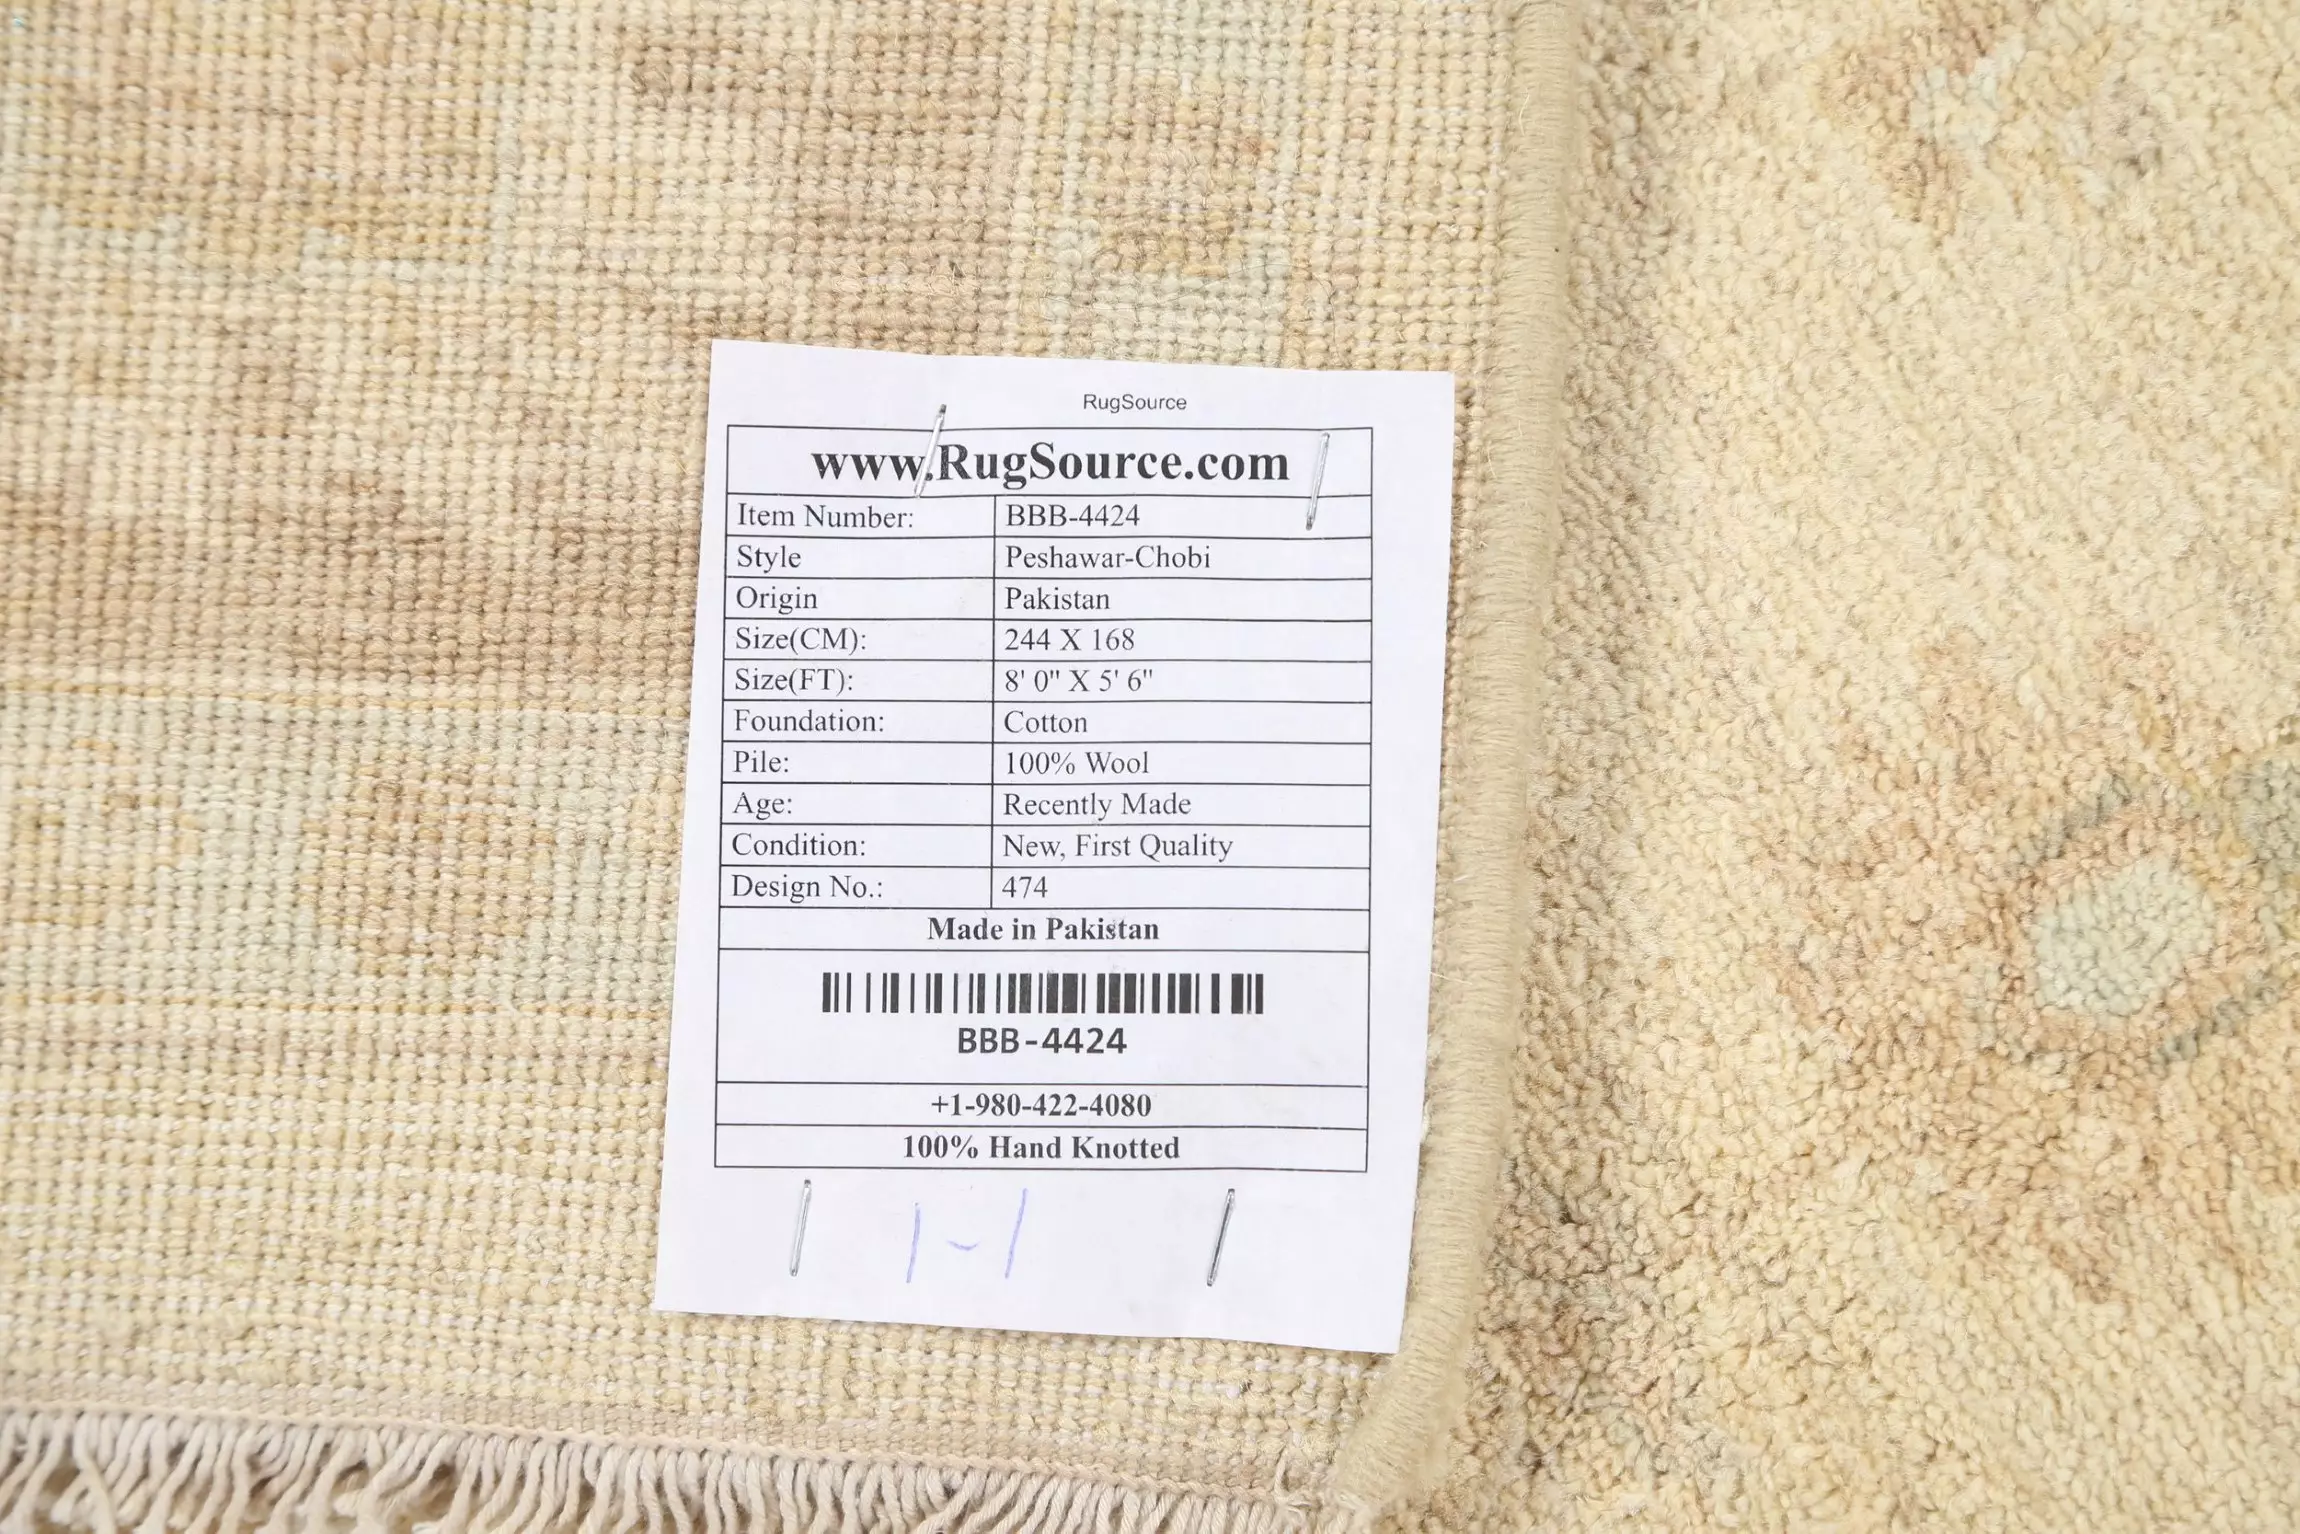 RugSource
www.RugSource.com
Item Number: BBB-4424
Style Peshawar-Chobi
Origin Pakistan
Size(CM): 244 X 168
Size(FT): 8' 0" X 5' 6"
Foundation: Cotton
Pile: 100% Wool
Age: Recently Made
Condition: New, First Quality
Design No.: 474
Made in Pakistan
BBB-4424
+1-980-422-4080
100% Hand Knotted
1-1